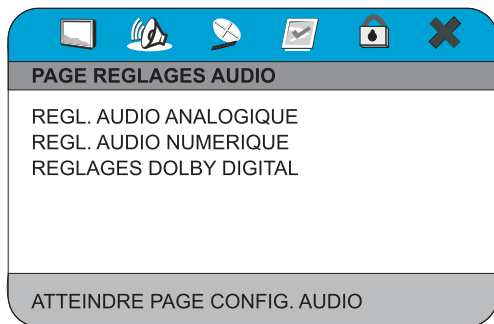 PAGE REGLAGES AUDIO
REGL. AUDIO ANALOGIQUE
REGL. AUDIO NUMERIQUE
REGLAGES DOLBY DIGITAL
ATTEINDRE PAGE CONFIG. AUDIO